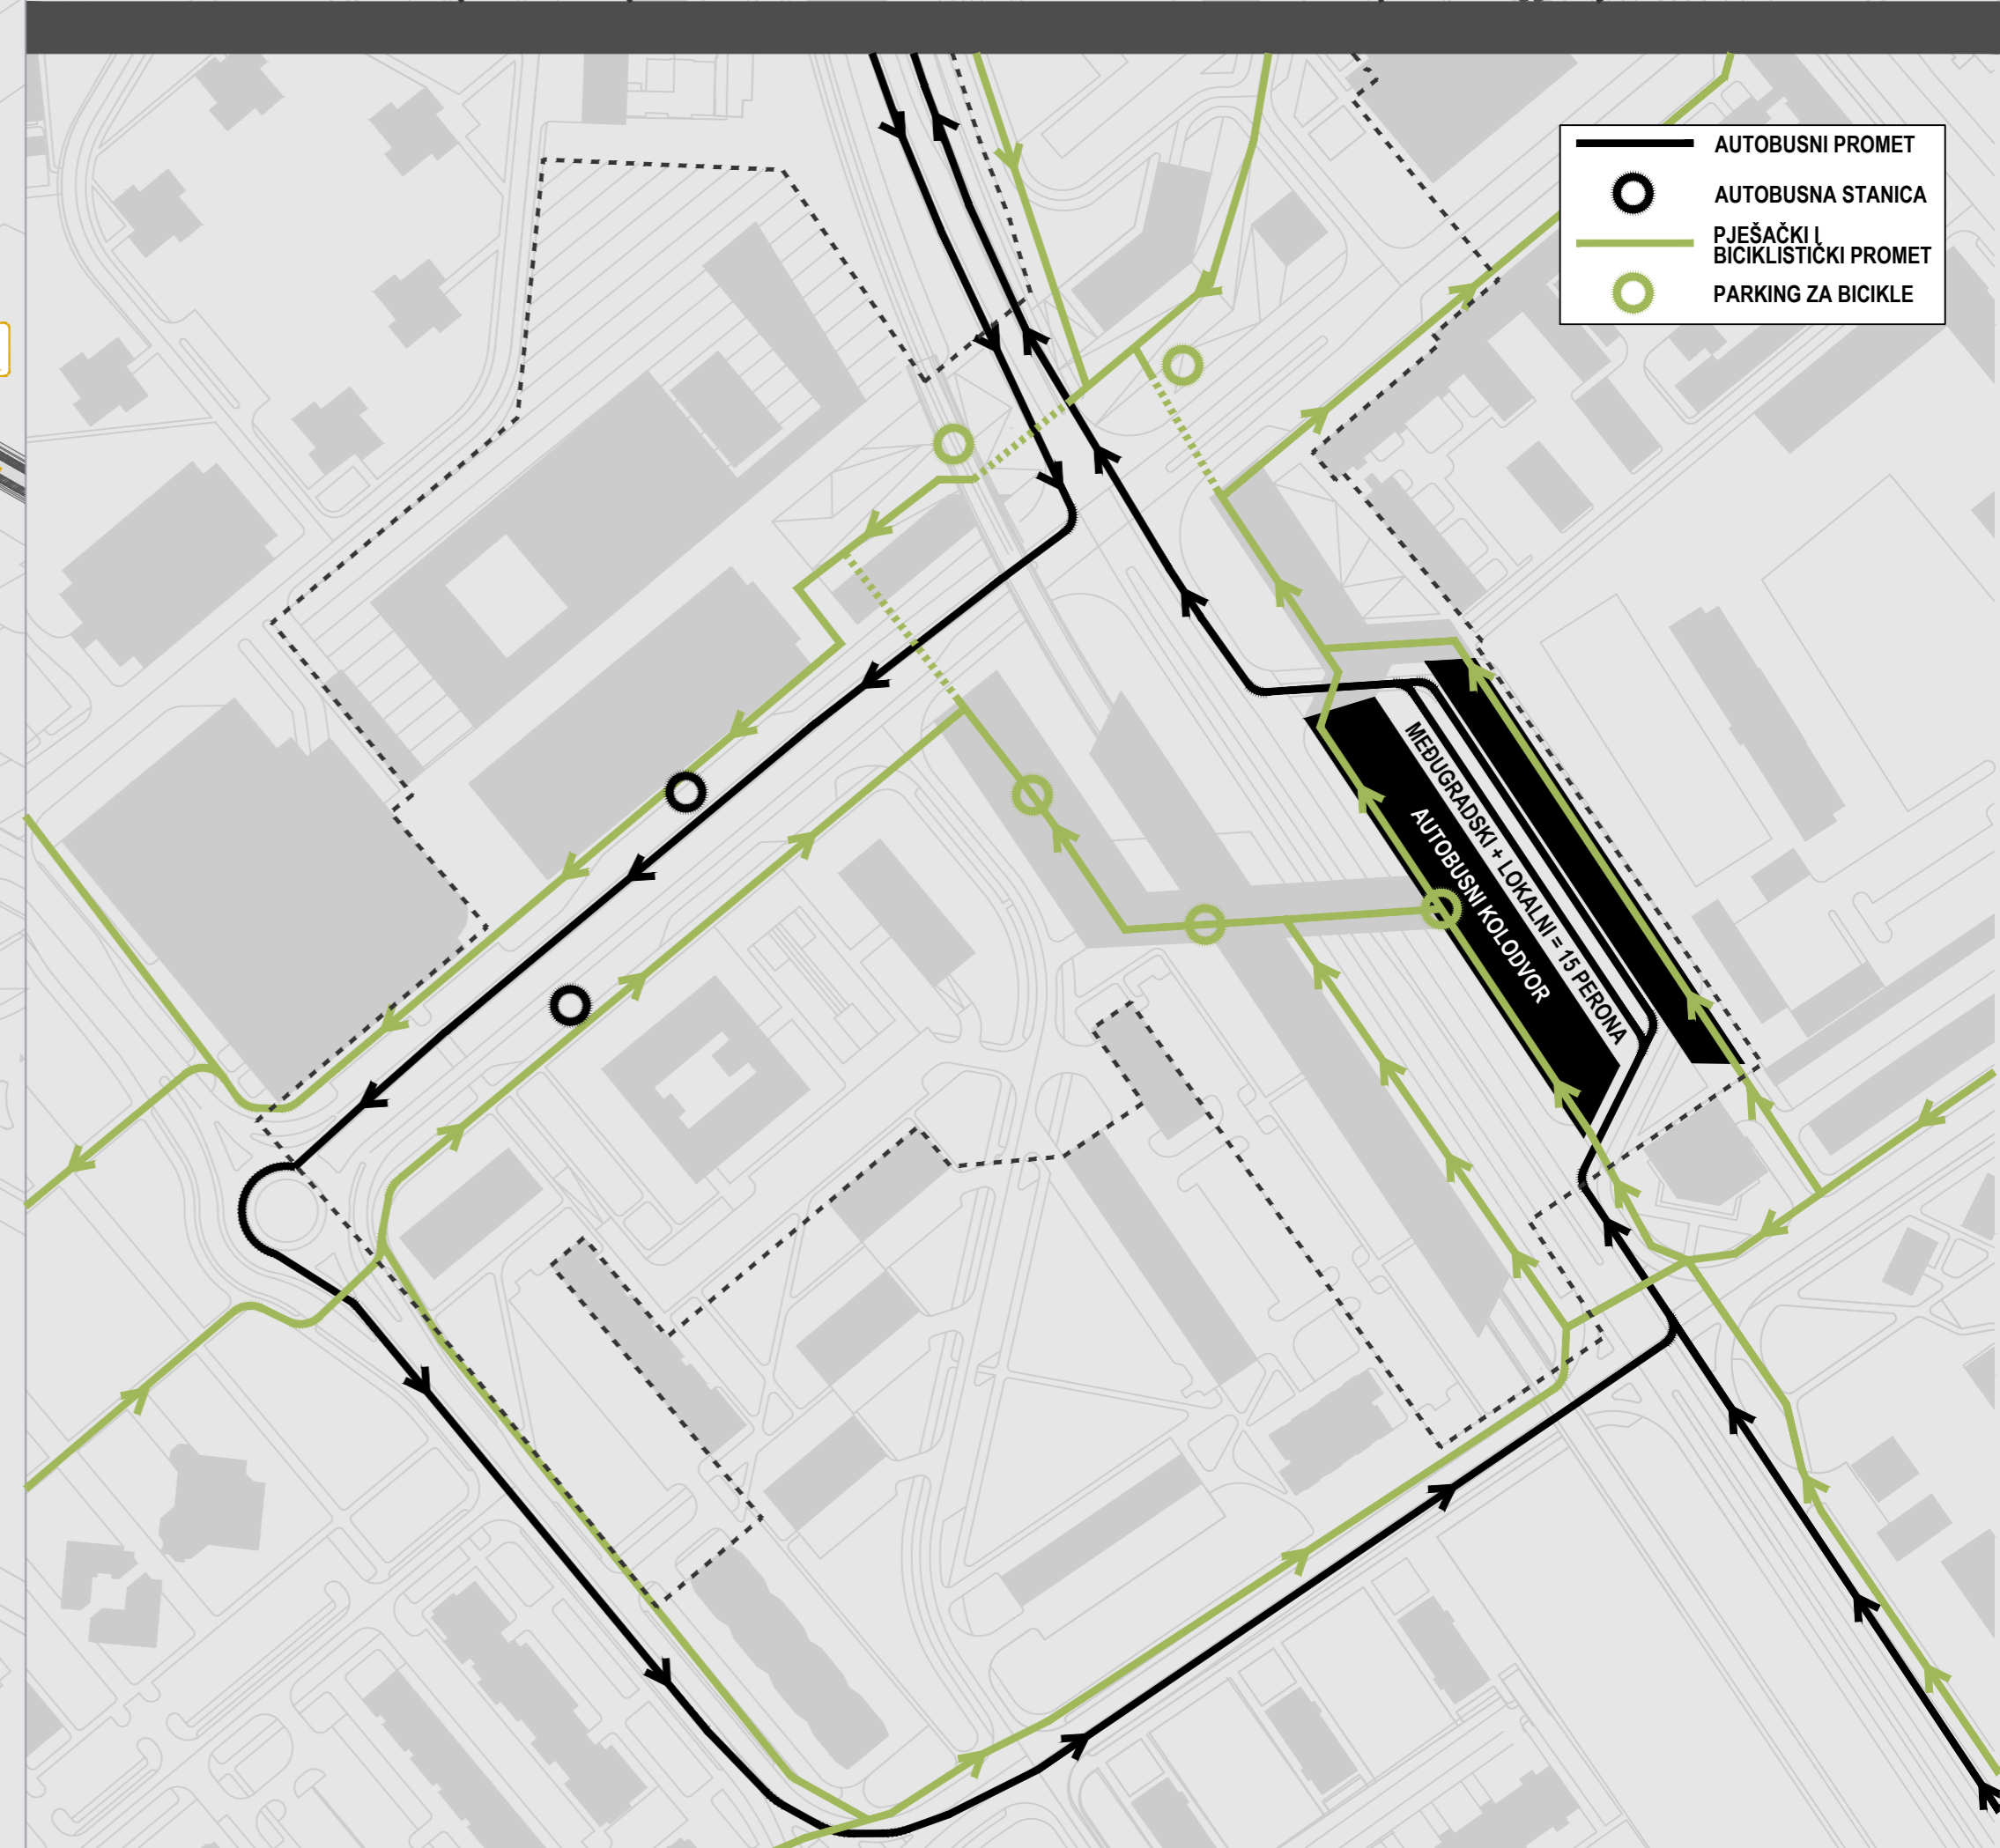 AUTOBUSNI PROMET
AUTOBUSNA STANICA
PJEŠAČKI I
BICIKLISTIČKI PROMET
PARKING ZA BICIKLE
MEĐUGRADSKI + LOKALNI = 15 PERONA
AUTOBUSNI KOLODVOR